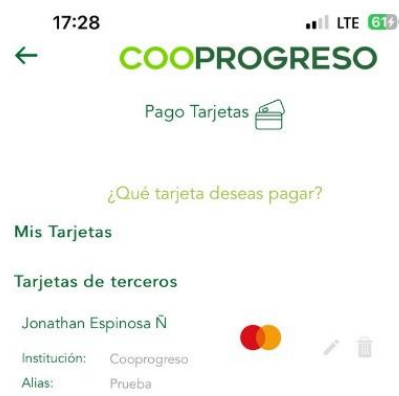 17:28 LTE 61
COOPROGRESO
Pago Tarjetas
¿Qué tarjeta deseas pagar?
Mis Tarjetas
Tarjetas de terceros
Jonathan Espinosa Ñ
Institución: Cooprogreso
Alias: Prueba